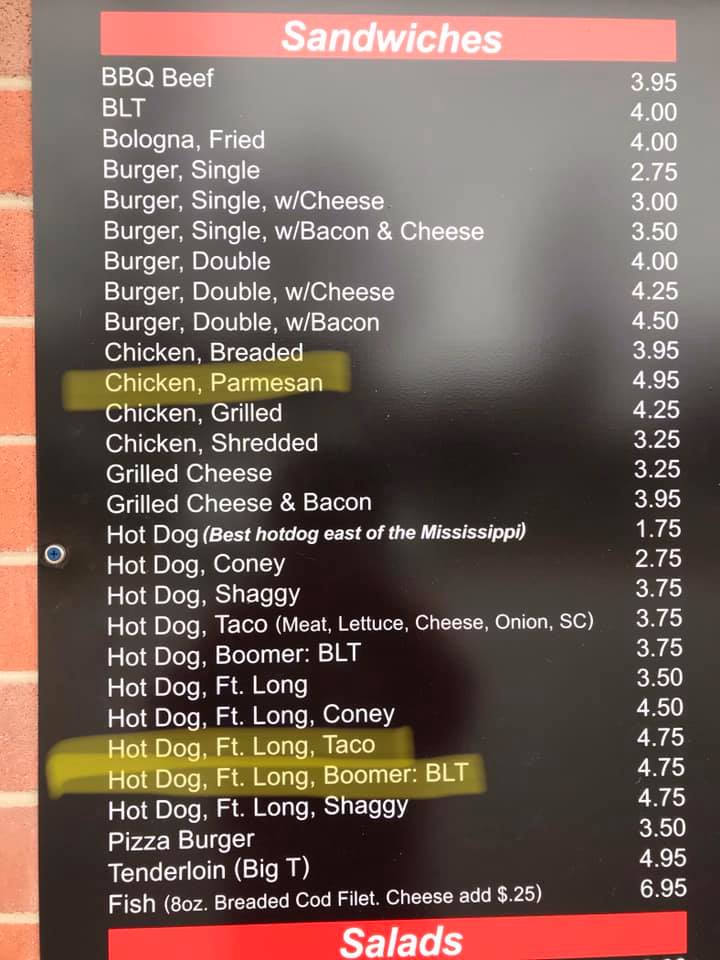 Sandwiches
BBQ Beef 3.95
BLT 4.00
Bologna, Fried 4.00
Burger, Single 2.75
Burger, Single, w/Cheese 3.00
Burger, Single, w/Bacon & Cheese 3.50
Burger, Double 4.00
Burger, Double, w/Cheese 4.25
Burger, Double, w/Bacon 4.50
Chicken, Breaded 3.95
Chicken, Parmesan 4.95
Chicken, Grilled 4.25
Chicken, Shredded 3.25
Grilled Cheese 3.25
Grilled Cheese & Bacon 3.95
Hot Dog (Best hotdog east of the Mississippi) 1.75
Hot Dog, Coney 2.75
Hot Dog, Shaggy 3.75
Hot Dog, Taco (Meat, Lettuce, Cheese, Onion, SC) 3.75
Hot Dog, Boomer: BLT 3.75
Hot Dog, Ft. Long 3.50
Hot Dog, Ft. Long, Coney 4.50
Hot Dog, Ft. Long, Taco 4.75
Hot Dog, Ft. Long, Boomer: BLT 4.75
Hot Dog, Ft. Long, Shaggy 4.75
Pizza Burger 3.50
Tenderloin (Big T) 4.95
Fish (8oz. Breaded Cod Filet. Cheese add $.25) 6.95
Salads